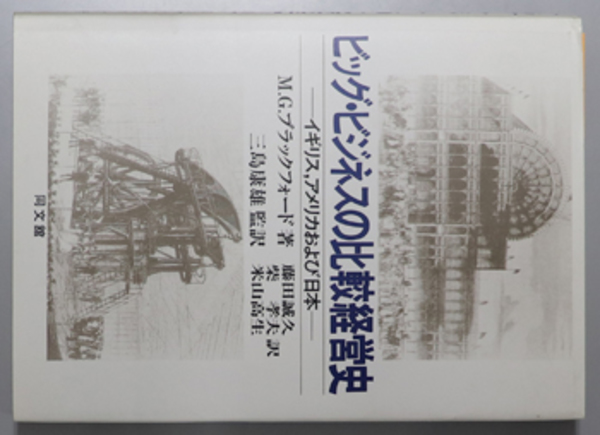 ビッグ・ビジネスの比較経営史
―イギリス，アメリカおよび日本―
M.G.ブラックフォード 著
三島康雄 監訳
藤田誠久
柴 孝夫 訳
米山高生
同文舘